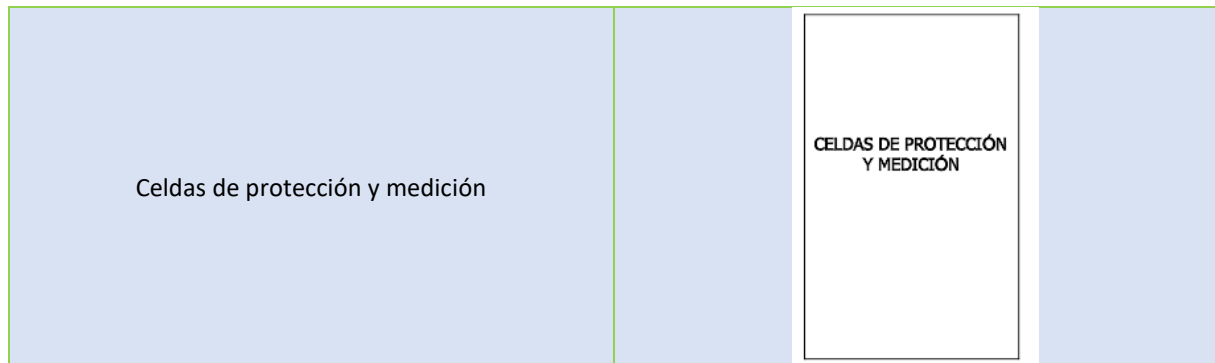 Celdas de protección y medición
CELDAS DE PROTECCIÓN
Y MEDICIÓN